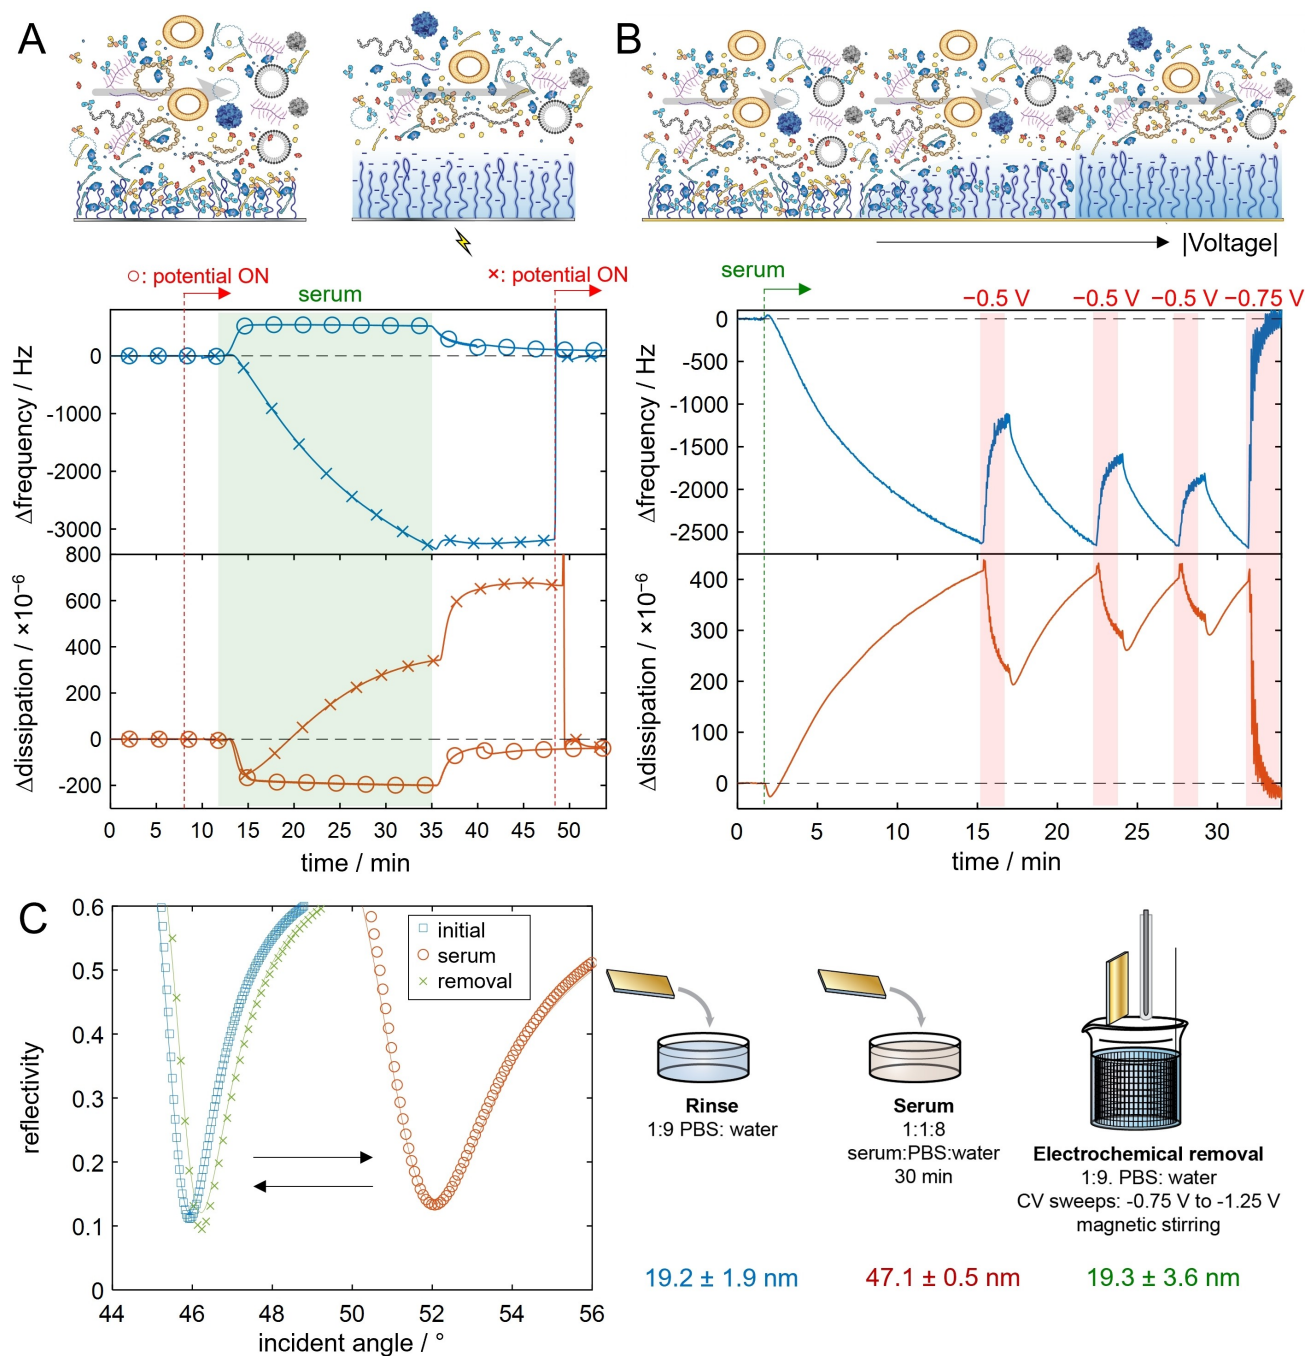 A
B
|Voltage|
○: potential ON
×: potential ON
serum
serum
−0.5 V
−0.5 V
−0.5 V
−0.75 V
0
-1000
-2000
-3000
Δfrequency / Hz
800
600
400
200
0
-200
Δdissipation / ×10⁻⁶
0 5 10 15 20 25 30 35 40 45 50
time / min
0
-500
-1000
-1500
-2000
-2500
Δfrequency / Hz
400
300
200
100
0
Δdissipation / ×10⁻⁶
0 5 10 15 20 25 30
time / min
C
0.6
0.5
0.4
0.3
0.2
0.1
0
reflectivity
initial
serum
removal
44 46 48 50 52 54 56
incident angle / °
Rinse
1:9 PBS: water
Serum
1:1:8
serum:PBS:water
30 min
Electrochemical removal
1:9. PBS: water
CV sweeps: -0.75 V to -1.25 V
magnetic stirring
19.2 ± 1.9 nm
47.1 ± 0.5 nm
19.3 ± 3.6 nm